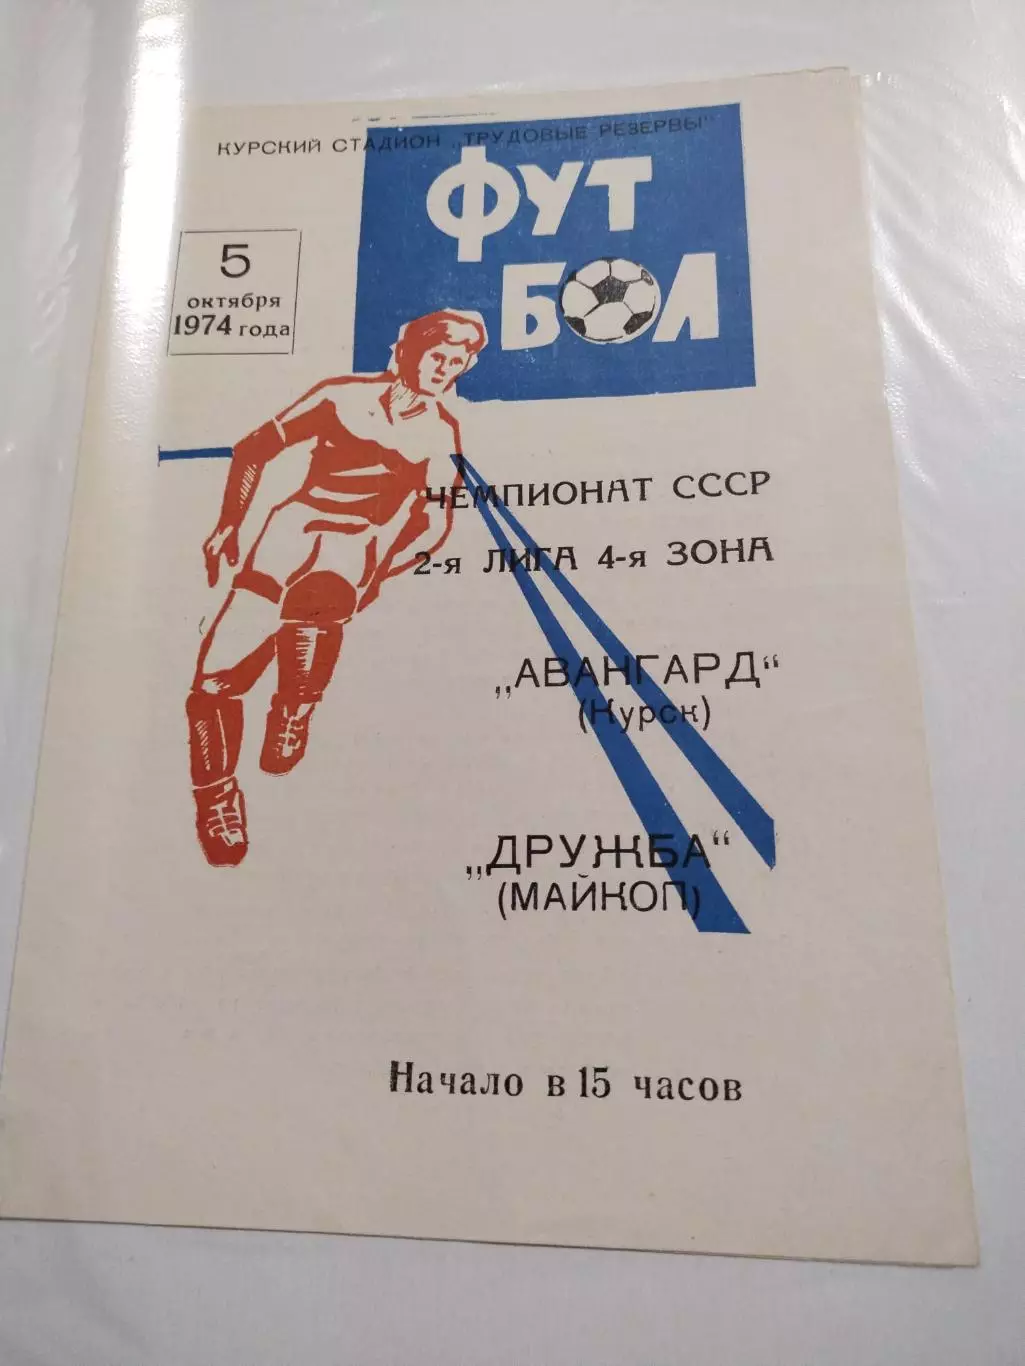 КУРСКИЙ СТАДИОН „ТРУДОВЫЕ РЕЗЕРВЫ"
ФУТ
БОЛ
5
октября
1974 года
ЧЕМПИОНАТ СССР
2-я ЛИГА 4-я ЗОНА
„АВАНГАРД"
(Курск)
„ДРУЖБА"
(МАЙКОП)
Начало в 15 часов